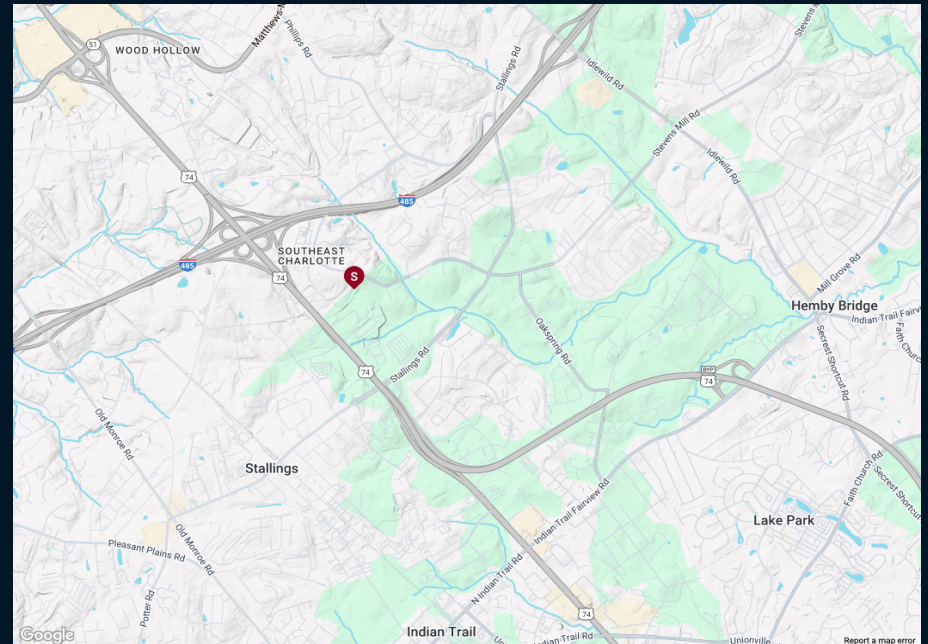 51
WOOD HOLLOW
Matthews-M
Phillips Rd
Stallings Rd
Idlewild Rd
Stevens M
Stevens Mill Rd
Idlewild Rd
74
485
SOUTHEAST
CHARLOTTE
485
74
S
Mill Grove Rd
Hemby Bridge
Indian Trail Fairv
Faith Church
Secrest Shortcut Rd
Oakspring Rd
74
Stallings Rd
BYP
74
Old Monroe Rd
Stallings
Faith Church Rd
Secrest Shortcut
Indian Trail-Fairview Rd
Lake Park
Old Monroe Rd
Pleasant Plains Rd
N Indian Trail Rd
Potter Rd
74
Indian Trail
Indian Trail Rd
Unionvill
Google
Report a map error